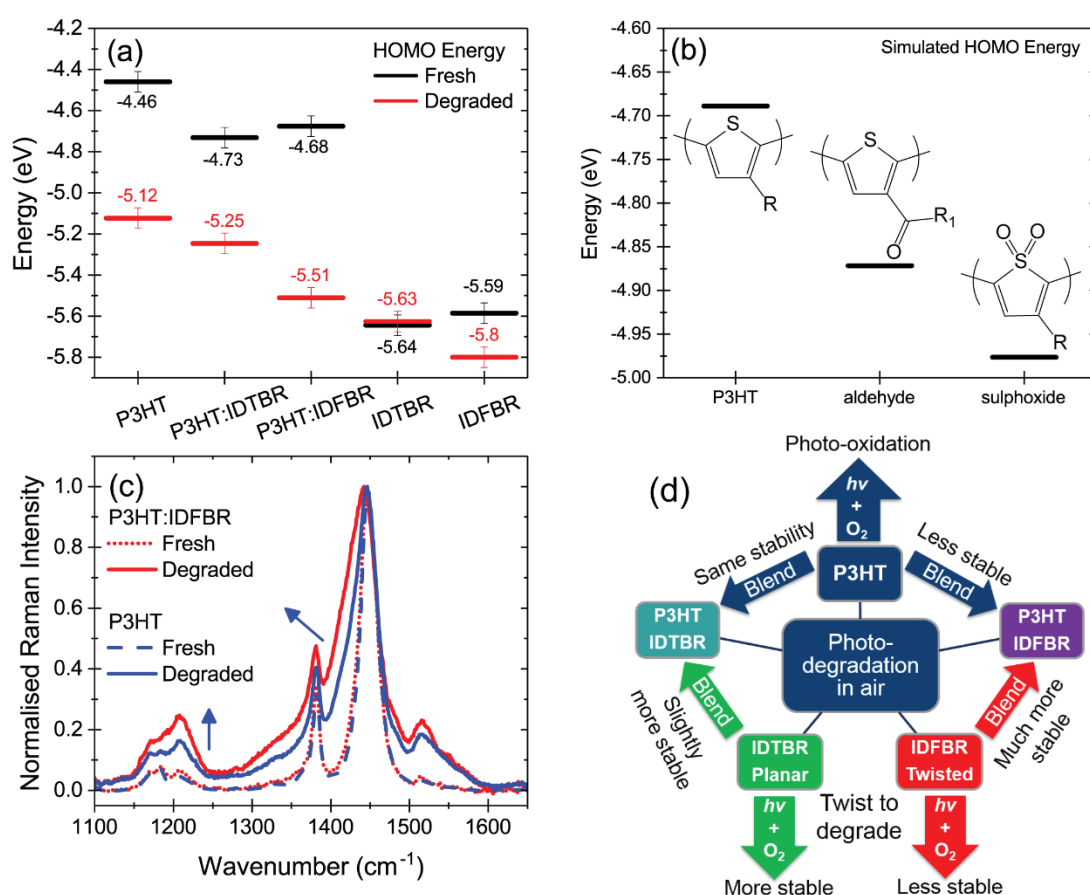 (a)
HOMO Energy
Fresh
Degraded
Energy (eV)
-4.2
-4.4
-4.6
-4.8
-5.0
-5.2
-5.4
-5.6
-5.8
-4.46
-4.73
-4.68
-5.12
-5.25
-5.51
-5.63
-5.64
-5.59
-5.8
P3HT
P3HT:IDTBR
P3HT:IDFBR
IDTBR
IDFBR
(b)
Simulated HOMO Energy
Energy (eV)
-4.60
-4.65
-4.70
-4.75
-4.80
-4.85
-4.90
-4.95
-5.00
S
R
S
O
R₁
O O
S
R
P3HT
aldehyde
sulphoxide
(c)
P3HT:IDFBR
Fresh
Degraded
P3HT
Fresh
Degraded
Normalised Raman Intensity
1.0
0.8
0.6
0.4
0.2
0.0
1100 1200 1300 1400 1500 1600
Wavenumber (cm⁻¹)
(d)
Photo-oxidation
hv
+
O₂
Same stability
Blend
P3HT
Less stable
Blend
P3HT
IDTBR
Photo-
degradation
in air
P3HT
IDFBR
Slightly
more stable
Blend
Blend
Much more
stable
IDTBR
Planar
IDFBR
Twisted
Twist to
degrade
hv
+
O₂
hv
+
O₂
More stable
Less stable